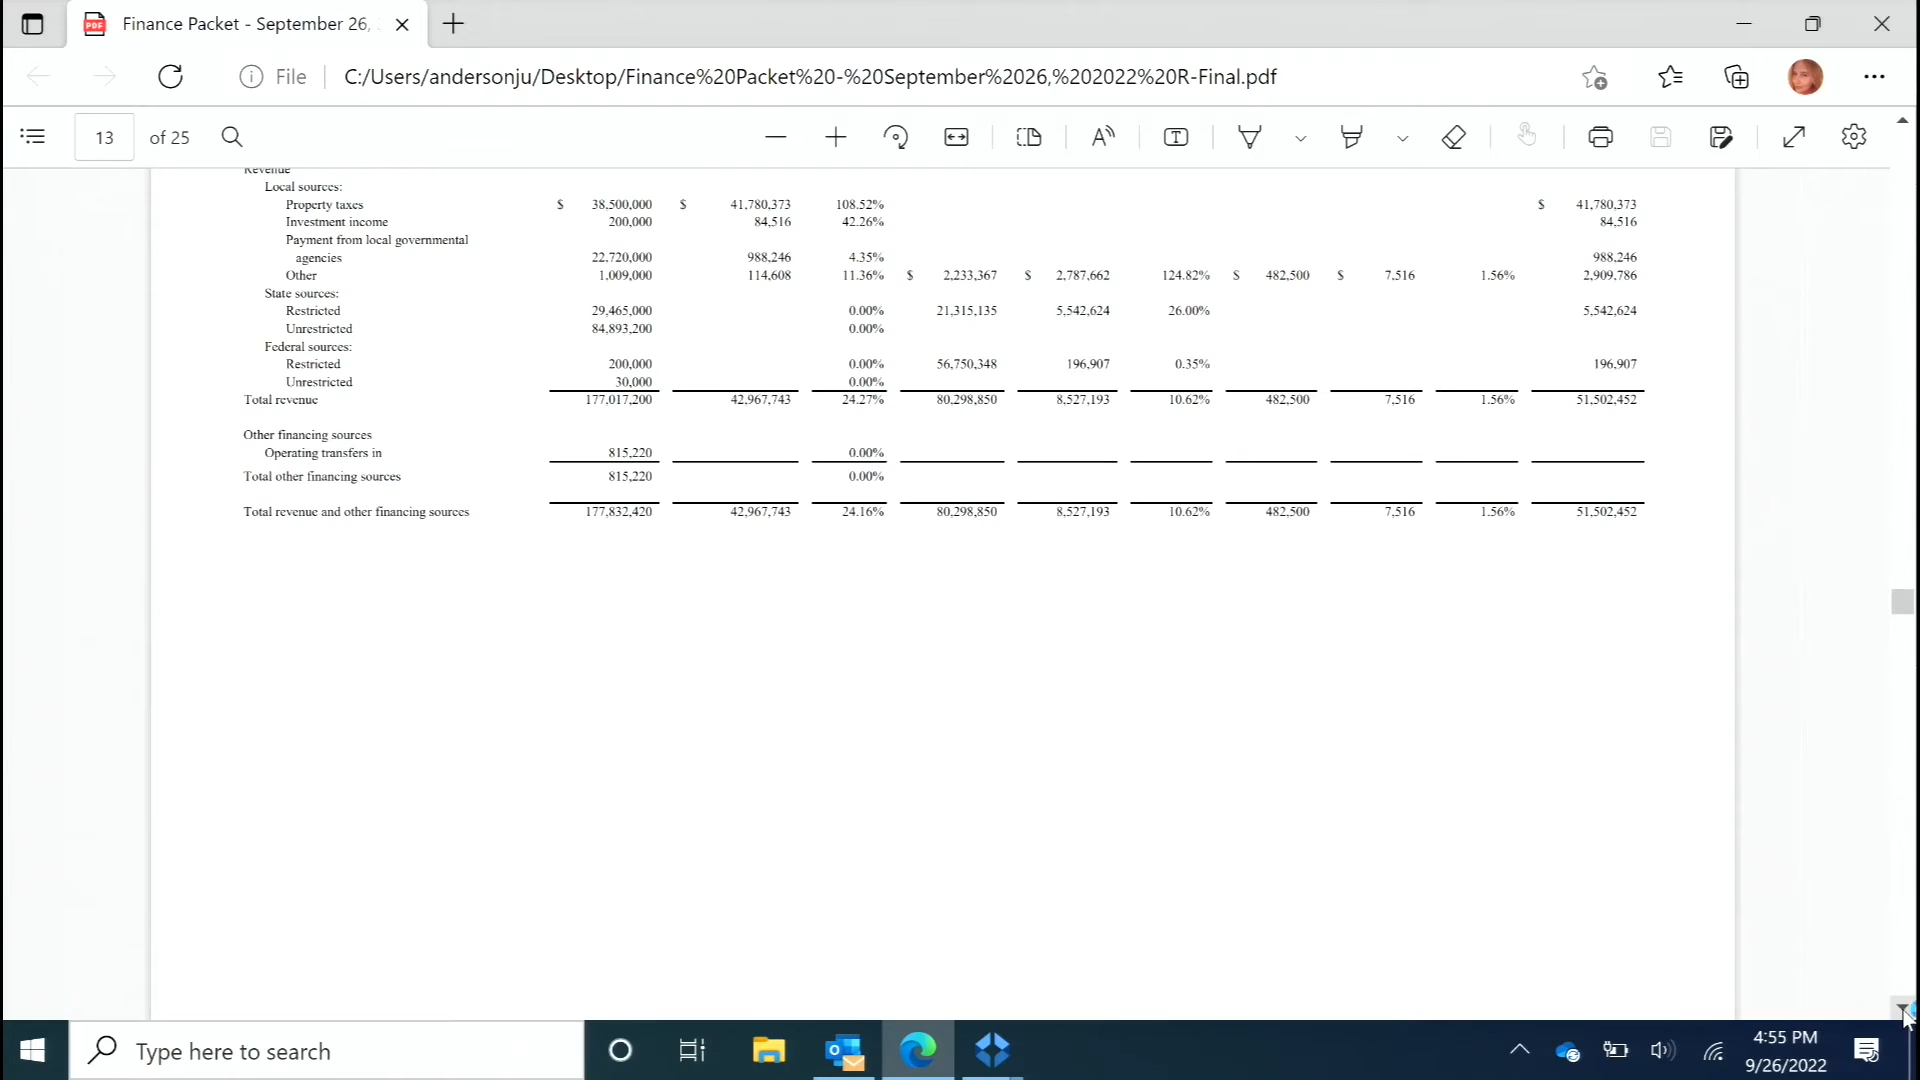 Finance Packet - September 26,
File
C:/Users/andersonju/Desktop/Finance%20Packet%20-%20September%2026,%202022%20R-Final.pdf
13 of 25
Revenue
Local sources:
Property taxes $ 38,500,000 $ 41,780,373 108.52% $ 41,780,373
Investment income 200,000 84,516 42.26% 84,516
Payment from local governmental
agencies 22,720,000 988,246 4.35% 988,246
Other 1,009,000 114,608 11.36% $ 2,233,367 $ 2,787,662 124.82% $ 482,500 $ 7,516 1.56% 2,909,786
State sources:
Restricted 29,465,000 0.00% 21,315,135 5,542,624 26.00% 5,542,624
Unrestricted 84,893,200 0.00%
Federal sources:
Restricted 200,000 0.00% 56,750,348 196,907 0.35% 196,907
Unrestricted 30,000 0.00%
Total revenue 177,017,200 42,967,743 24.27% 80,298,850 8,527,193 10.62% 482,500 7,516 1.56% 51,502,452
Other financing sources
Operating transfers in 815,220 0.00%
Total other financing sources 815,220 0.00%
Total revenue and other financing sources 177,832,420 42,967,743 24.16% 80,298,850 8,527,193 10.62% 482,500 7,516 1.56% 51,502,452
Type here to search
4:55 PM
9/26/2022